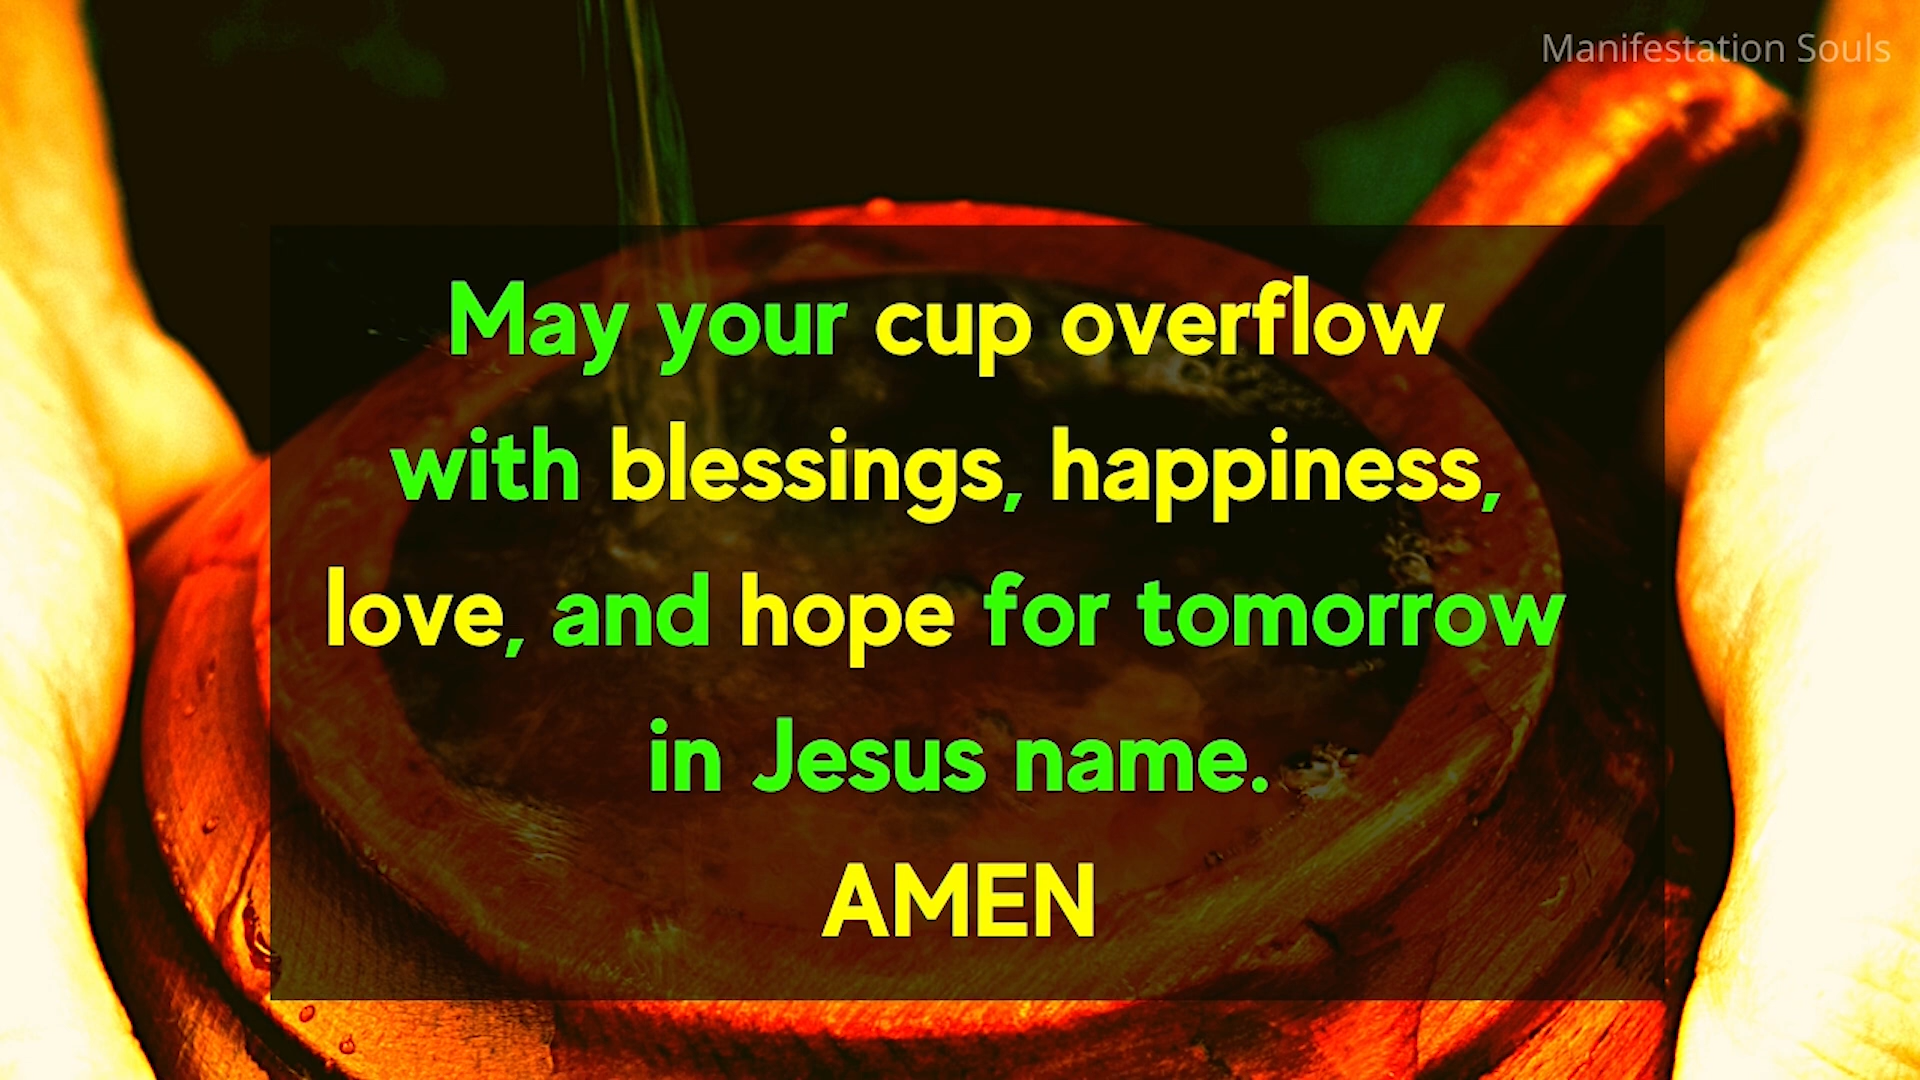 Manifestation Souls
May your cup overflow
with blessings, happiness,
love, and hope for tomorrow
in Jesus name.
AMEN